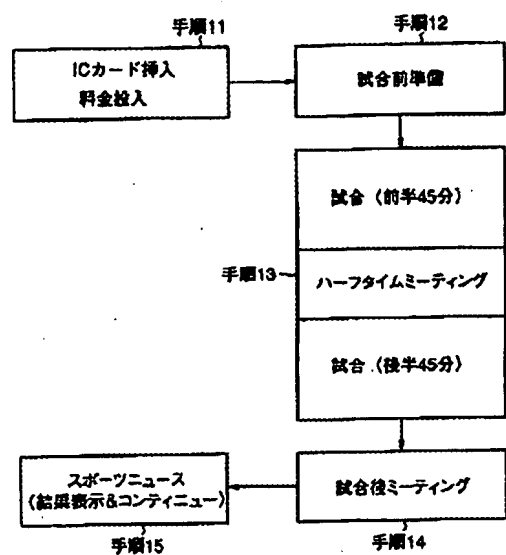 手順11
ICカード挿入
料金投入
手順12
試合前準備
試合（前半45分）
手順13
ハーフタイムミーティング
試合（後半45分）
試合後ミーティング
手順14
スポーツニュース
（結果表示&コンティニュー）
手順15